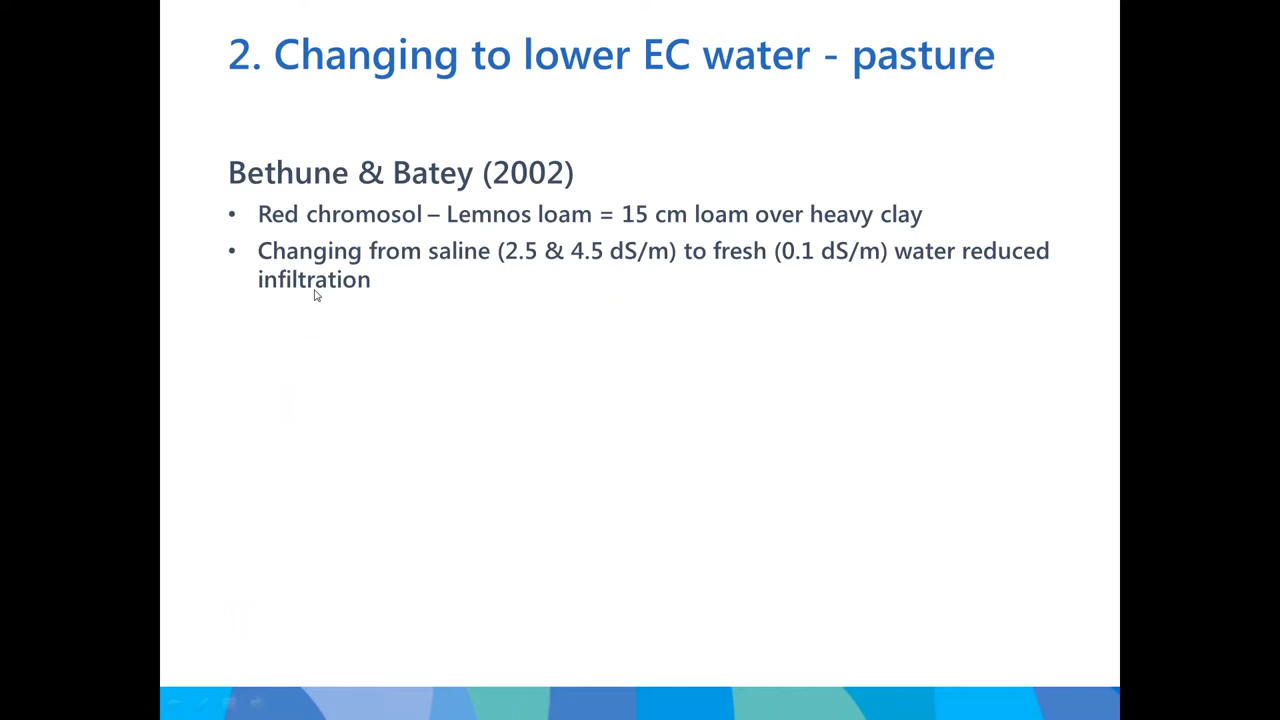 2. Changing to lower EC water - pasture
Bethune & Batey (2002)
• Red chromosol – Lemnos loam = 15 cm loam over heavy clay
• Changing from saline (2.5 & 4.5 dS/m) to fresh (0.1 dS/m) water reduced
infiltration